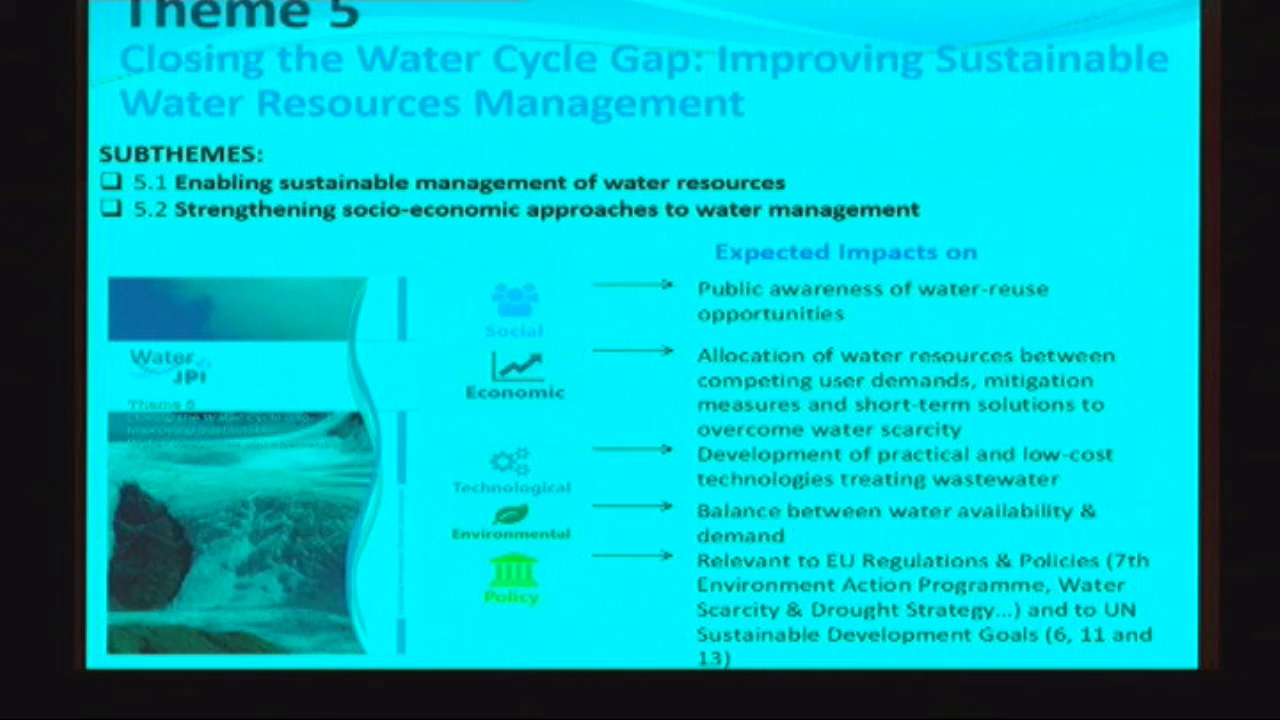 Theme 5
Closing the Water Cycle Gap: Improving Sustainable
Water Resources Management
SUBTHEMES:
❑ 5.1 Enabling sustainable management of water resources
❑ 5.2 Strengthening socio-economic approaches to water management
Expected Impacts on
Social
Public awareness of water-reuse
opportunities
Economic
Allocation of water resources between
competing user demands, mitigation
measures and short-term solutions to
overcome water scarcity
Technological
Development of practical and low-cost
technologies treating wastewater
Environmental
Balance between water availability &
demand
Policy
Relevant to EU Regulations & Policies (7th
Environment Action Programme, Water
Scarcity & Drought Strategy...) and to UN
Sustainable Development Goals (6, 11 and
13)
Water
JPI
Theme 5